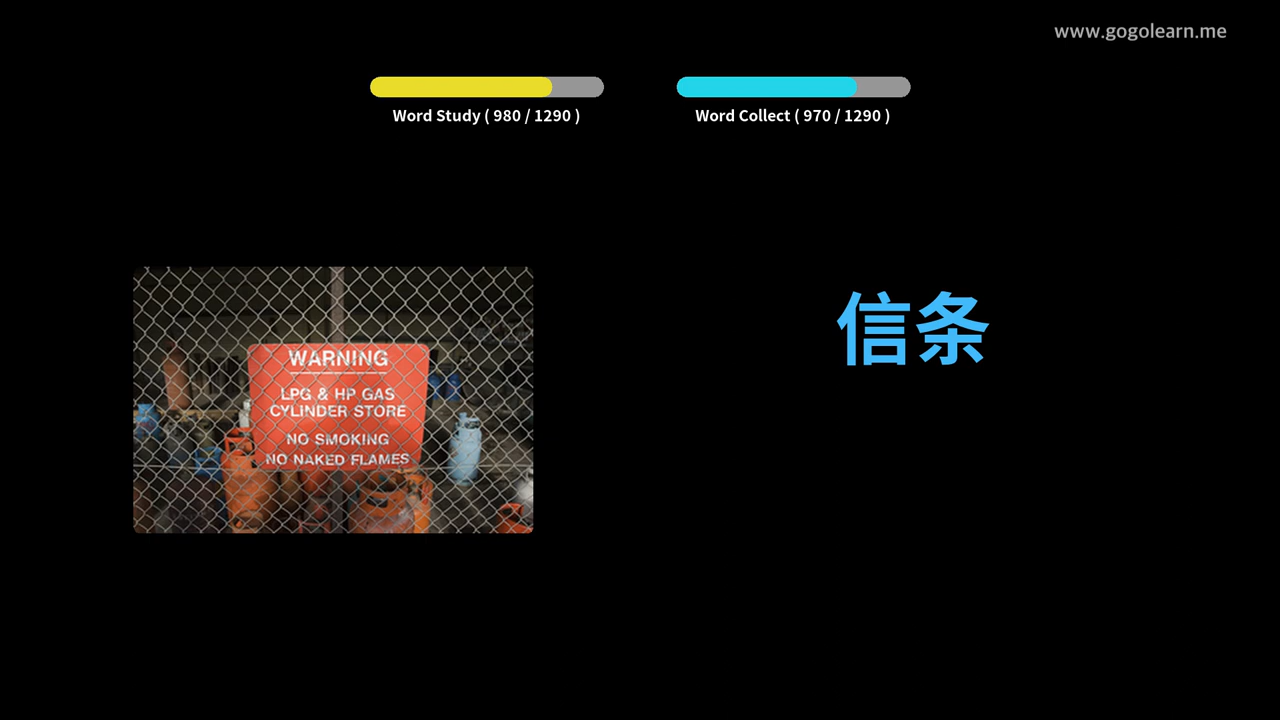 www.gogolearn.me
Word Study ( 980 / 1290 )
Word Collect ( 970 / 1290 )
WARNING
LPG & HP GAS
CYLINDER STORE
NO SMOKING
NO NAKED FLAMES
信条